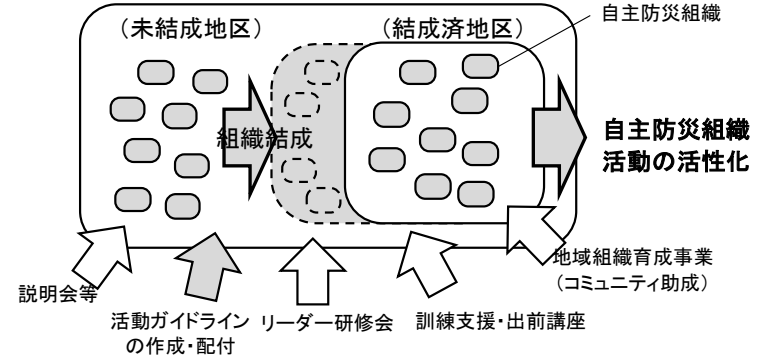 自主防災組織
(未結成地区)
(結成済地区)
組織結成
自主防災組織
活動の活性化
地域組織育成事業
(コミュニティ助成)
説明会等
活動ガイドライン
の作成・配付
リーダー研修会
訓練支援・出前講座